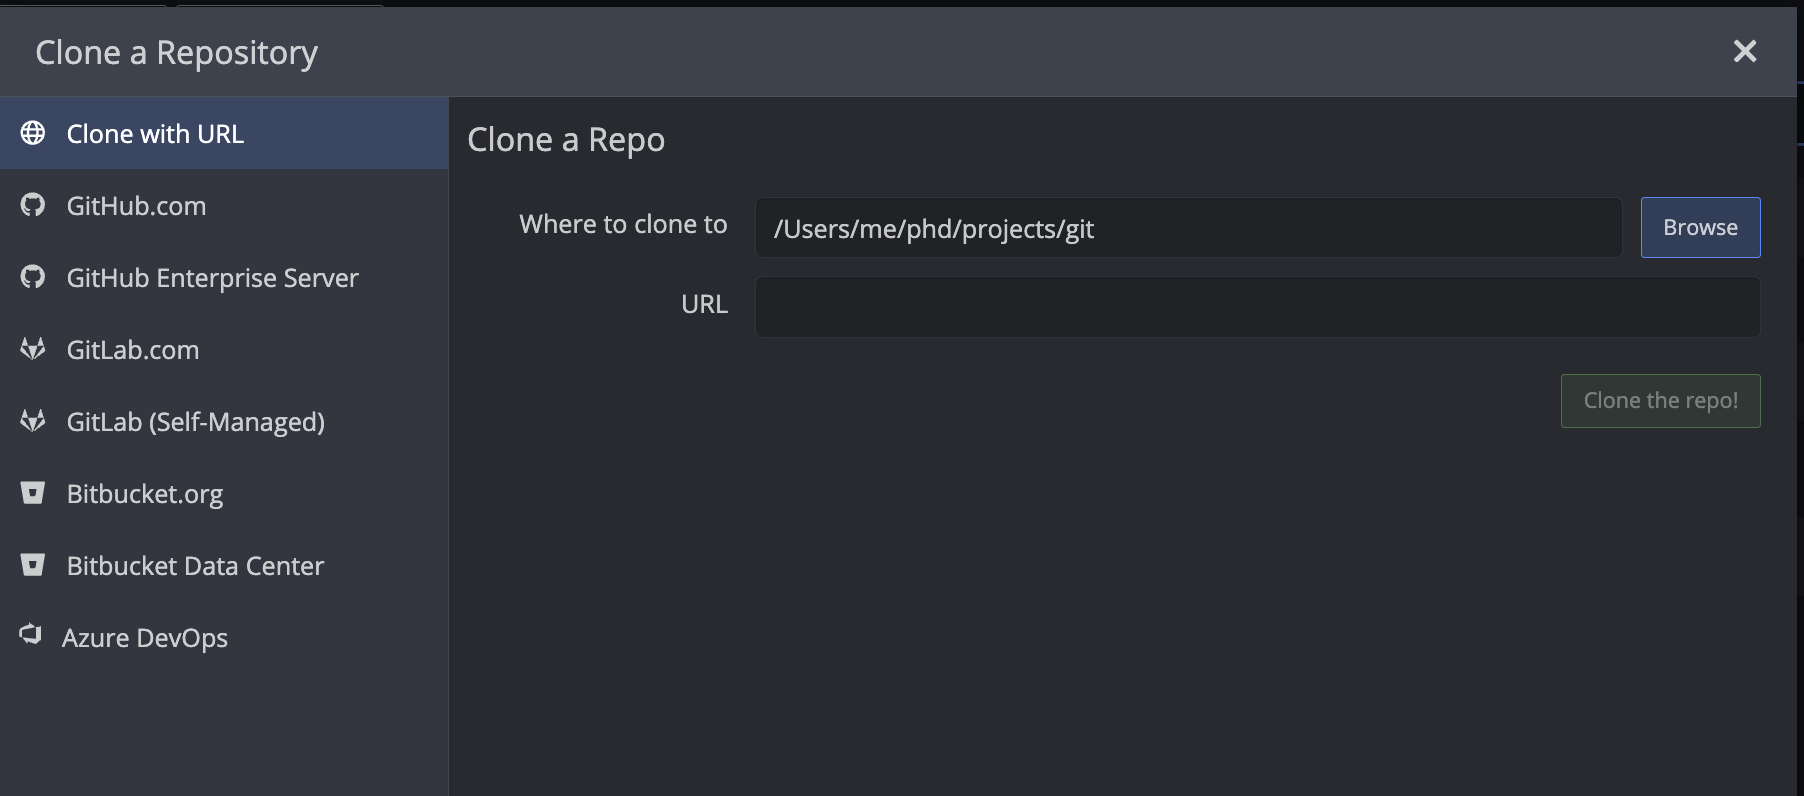 Clone a Repository
Clone with URL
GitHub.com
GitHub Enterprise Server
GitLab.com
GitLab (Self-Managed)
Bitbucket.org
Bitbucket Data Center
Azure DevOps
Clone a Repo
Where to clone to
/Users/me/phd/projects/git
Browse
URL
Clone the repo!